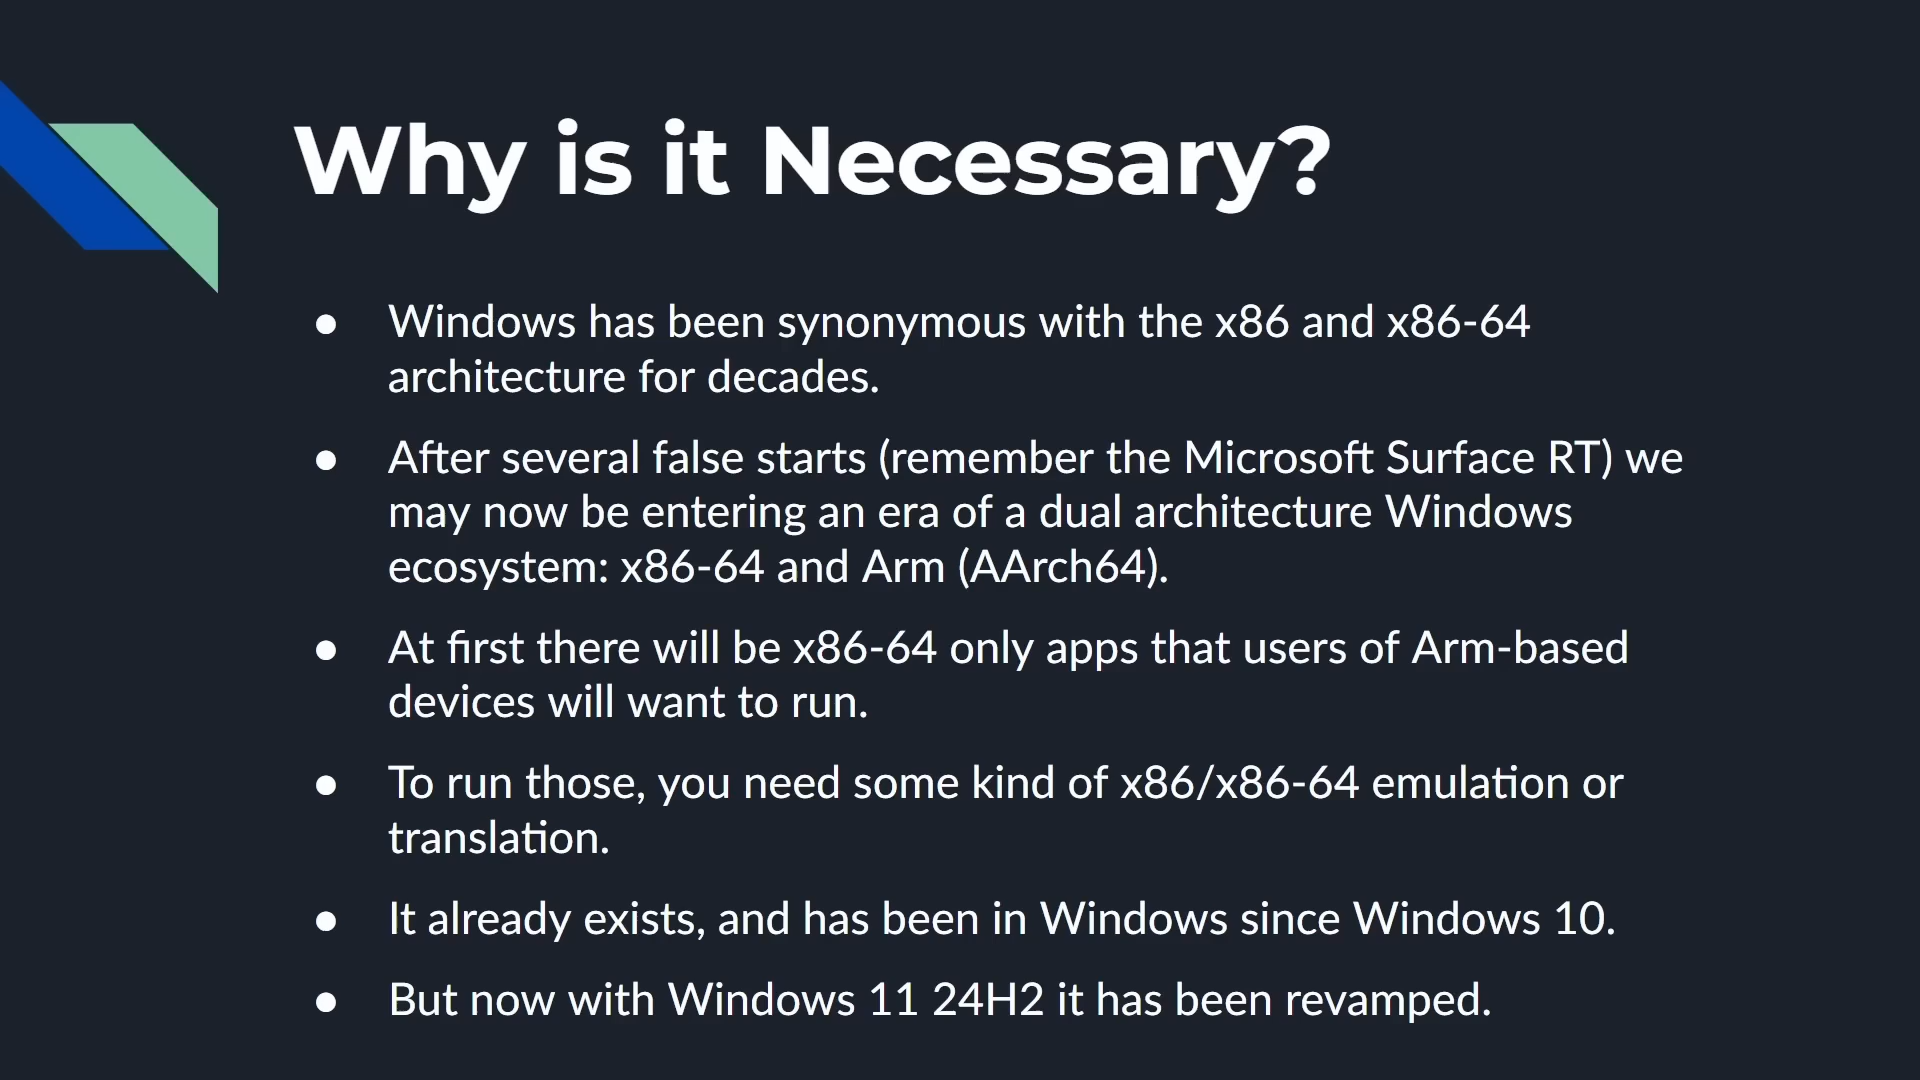 Why is it Necessary?
● Windows has been synonymous with the x86 and x86-64
architecture for decades.
● After several false starts (remember the Microsoft Surface RT) we
may now be entering an era of a dual architecture Windows
ecosystem: x86-64 and Arm (AArch64).
● At first there will be x86-64 only apps that users of Arm-based
devices will want to run.
● To run those, you need some kind of x86/x86-64 emulation or
translation.
● It already exists, and has been in Windows since Windows 10.
● But now with Windows 11 24H2 it has been revamped.